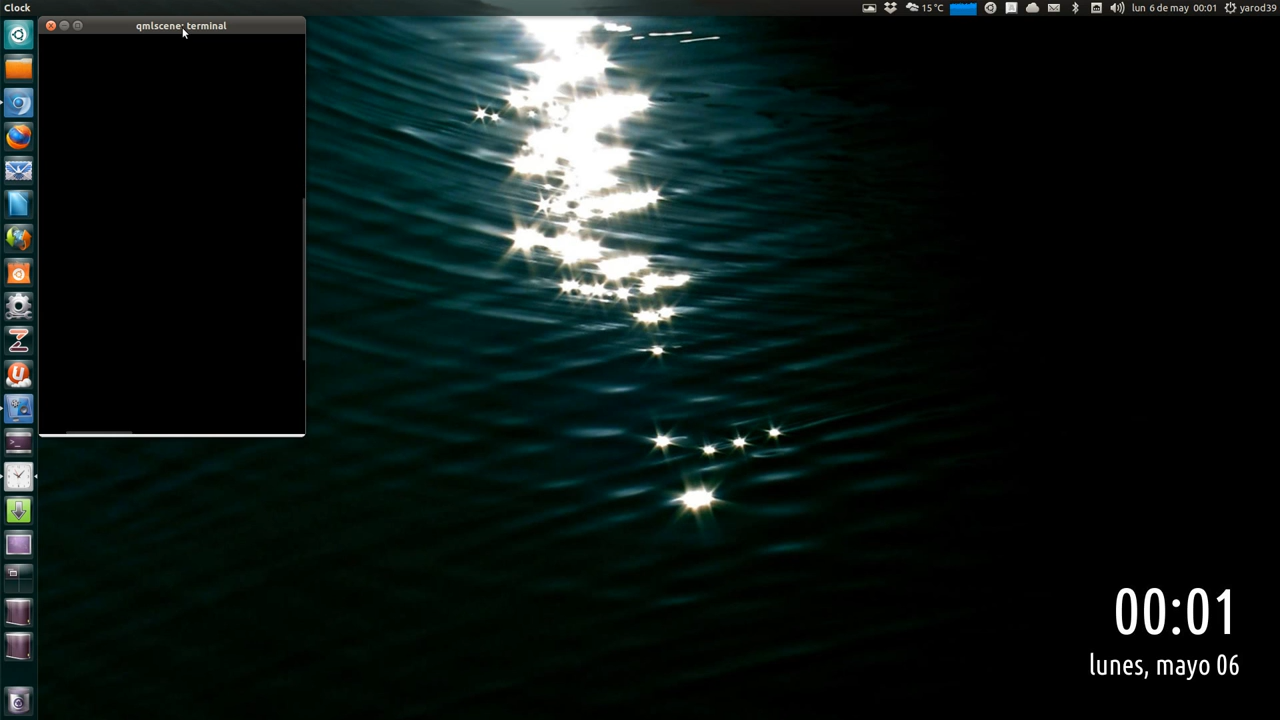 Clock
15 °C
lun 6 de may 00:01
yarod39
qmlscene: terminal
00:01
lunes, mayo 06